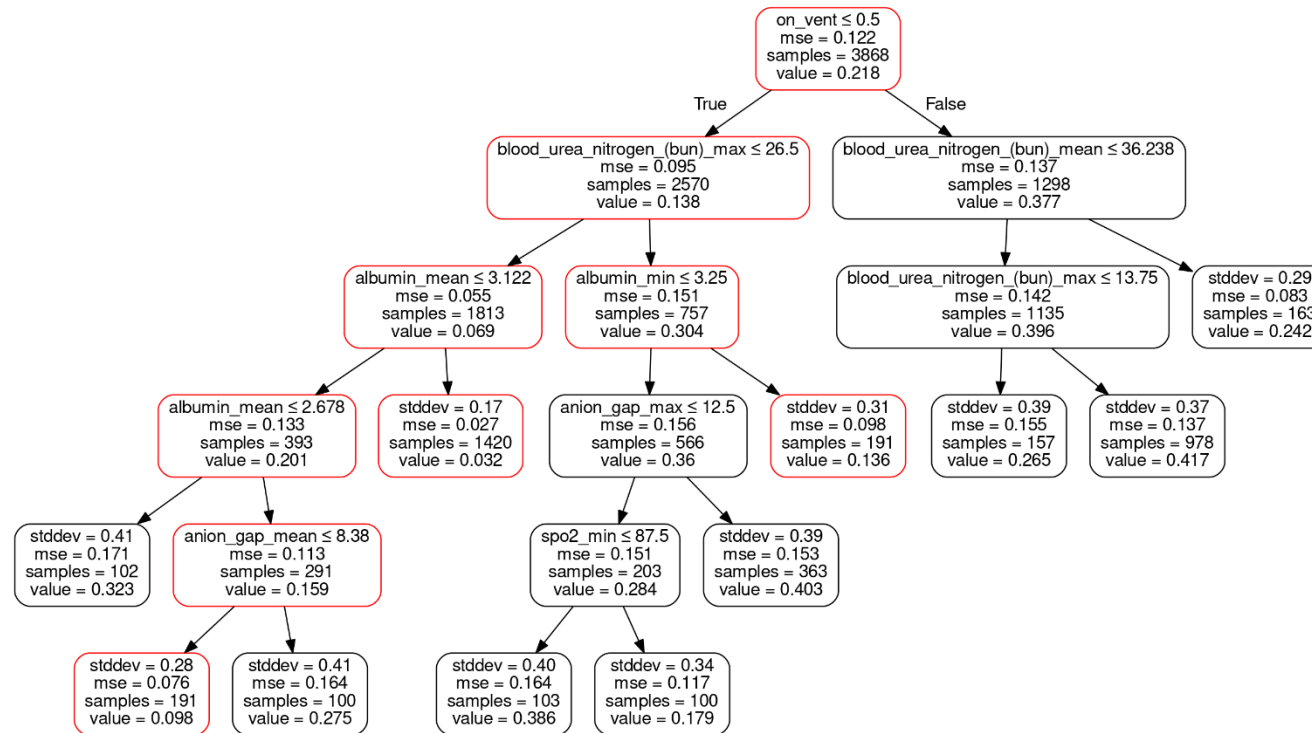 on_vent ≤ 0.5
mse = 0.122
samples = 3868
value = 0.218
True
False
blood_urea_nitrogen_(bun)_max ≤ 26.5
mse = 0.095
samples = 2570
value = 0.138
blood_urea_nitrogen_(bun)_mean ≤ 36.238
mse = 0.137
samples = 1298
value = 0.377
albumin_mean ≤ 3.122
mse = 0.055
samples = 1813
value = 0.069
albumin_min ≤ 3.25
mse = 0.151
samples = 757
value = 0.304
blood_urea_nitrogen_(bun)_max ≤ 13.75
mse = 0.142
samples = 1135
value = 0.396
stddev = 0.29
mse = 0.083
samples = 163
value = 0.242
albumin_mean ≤ 2.678
mse = 0.133
samples = 393
value = 0.201
stddev = 0.17
mse = 0.027
samples = 1420
value = 0.032
anion_gap_max ≤ 12.5
mse = 0.156
samples = 566
value = 0.36
stddev = 0.31
mse = 0.098
samples = 191
value = 0.136
stddev = 0.39
mse = 0.155
samples = 157
value = 0.265
stddev = 0.37
mse = 0.137
samples = 978
value = 0.417
stddev = 0.41
mse = 0.171
samples = 102
value = 0.323
anion_gap_mean ≤ 8.38
mse = 0.113
samples = 291
value = 0.159
spo2_min ≤ 87.5
mse = 0.151
samples = 203
value = 0.284
stddev = 0.39
mse = 0.153
samples = 363
value = 0.403
stddev = 0.28
mse = 0.076
samples = 191
value = 0.098
stddev = 0.41
mse = 0.164
samples = 100
value = 0.275
stddev = 0.40
mse = 0.164
samples = 103
value = 0.386
stddev = 0.34
mse = 0.117
samples = 100
value = 0.179